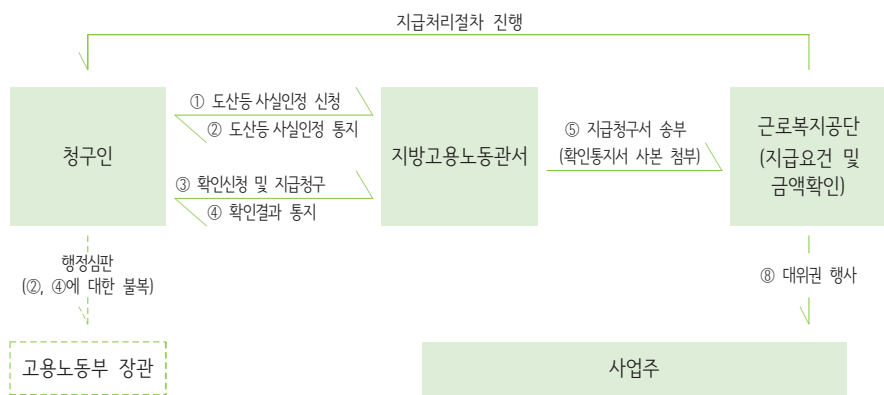 지급처리절차 진행
① 도산등 사실인정 신청
② 도산등 사실인정 통지
청구인
지방고용노동관서
③ 확인신청 및 지급청구
④ 확인결과 통지
⑤ 지급청구서 송부
(확인통지서 사본 첨부)
근로복지공단
(지급요건 및
금액확인)
행정심판
(②, ④에 대한 불복)
⑧ 대위권 행사
고용노동부 장관
사업주